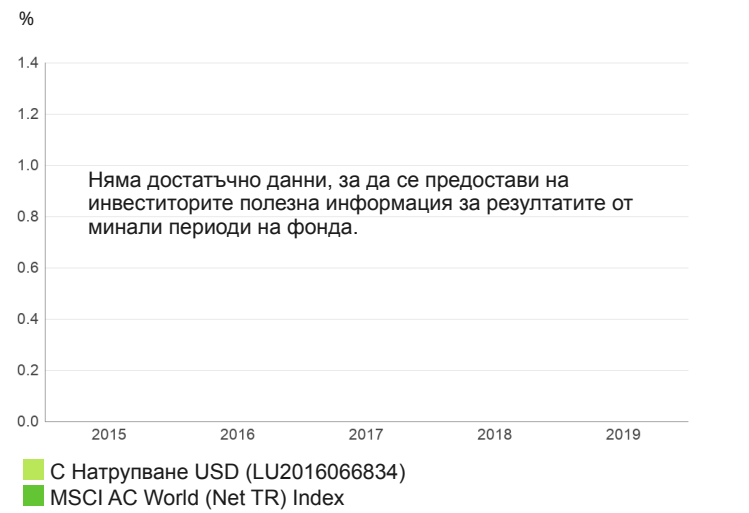 %
1.4
1.2
1.0
Няма достатъчно данни, за да се предостави на
инвеститорите полезна информация за резултатите от
минали периоди на фонда.
0.8
0.6
0.4
0.2
0.0
2015 2016 2017 2018 2019
C Натрупване USD (LU2016066834)
MSCI AC World (Net TR) Index